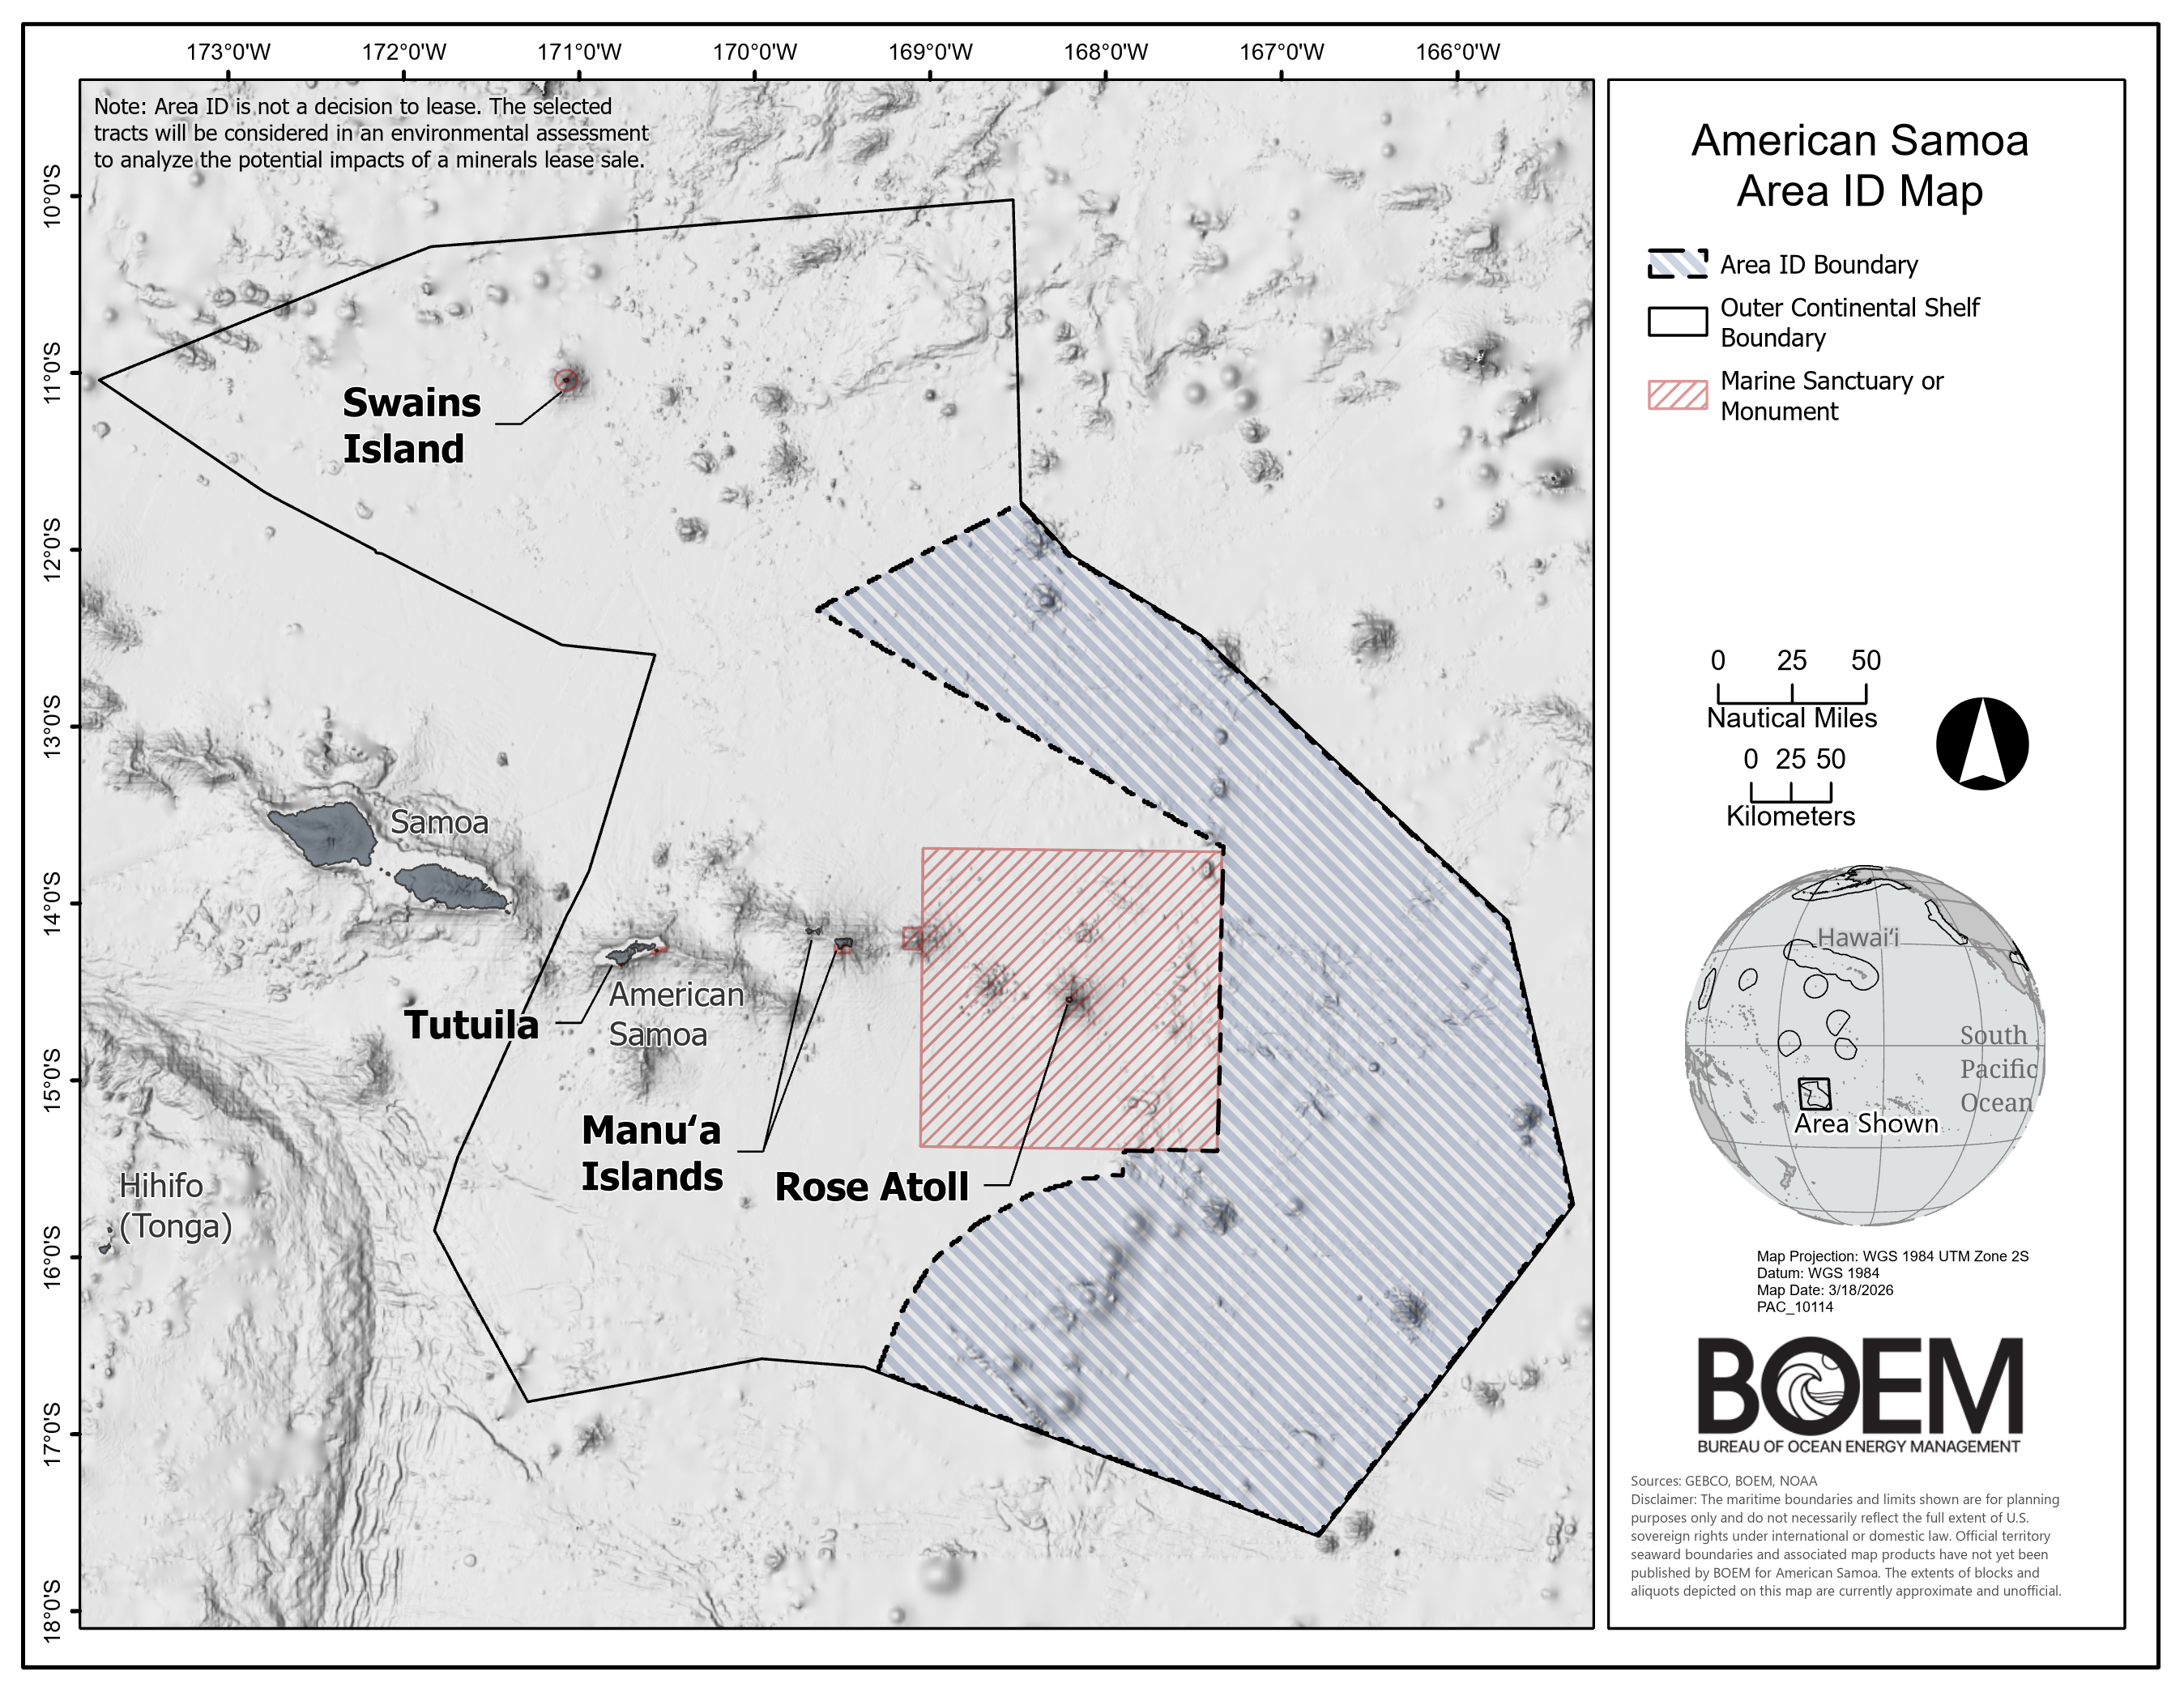 173°0'W 172°0'W 171°0'W 170°0'W 169°0'W 168°0'W 167°0'W 166°0'W
10°0'S
11°0'S
12°0'S
13°0'S
14°0'S
15°0'S
16°0'S
17°0'S
18°0'S
Note: Area ID is not a decision to lease. The selected
tracts will be considered in an environmental assessment
to analyze the potential impacts of a minerals lease sale.
Swains
Island
Samoa
American
Samoa
Tutuila
Manuʻa
Islands
Rose Atoll
Hihifo
(Tonga)
American Samoa
Area ID Map
Area ID Boundary
Outer Continental Shelf
Boundary
Marine Sanctuary or
Monument
0 25 50
Nautical Miles
0 25 50
Kilometers
Hawaiʻi
South
Pacific
Ocean
Area Shown
Map Projection: WGS 1984 UTM Zone 2S
Datum: WGS 1984
Map Date: 3/18/2026
PAC_10114
BOEM
BUREAU OF OCEAN ENERGY MANAGEMENT
Sources: GEBCO, BOEM, NOAA
Disclaimer: The maritime boundaries and limits shown are for planning
purposes only and do not necessarily reflect the full extent of U.S.
sovereign rights under international or domestic law. Official territory
seaward boundaries and associated map products have not yet been
published by BOEM for American Samoa. The extents of blocks and
aliquots depicted on this map are currently approximate and unofficial.